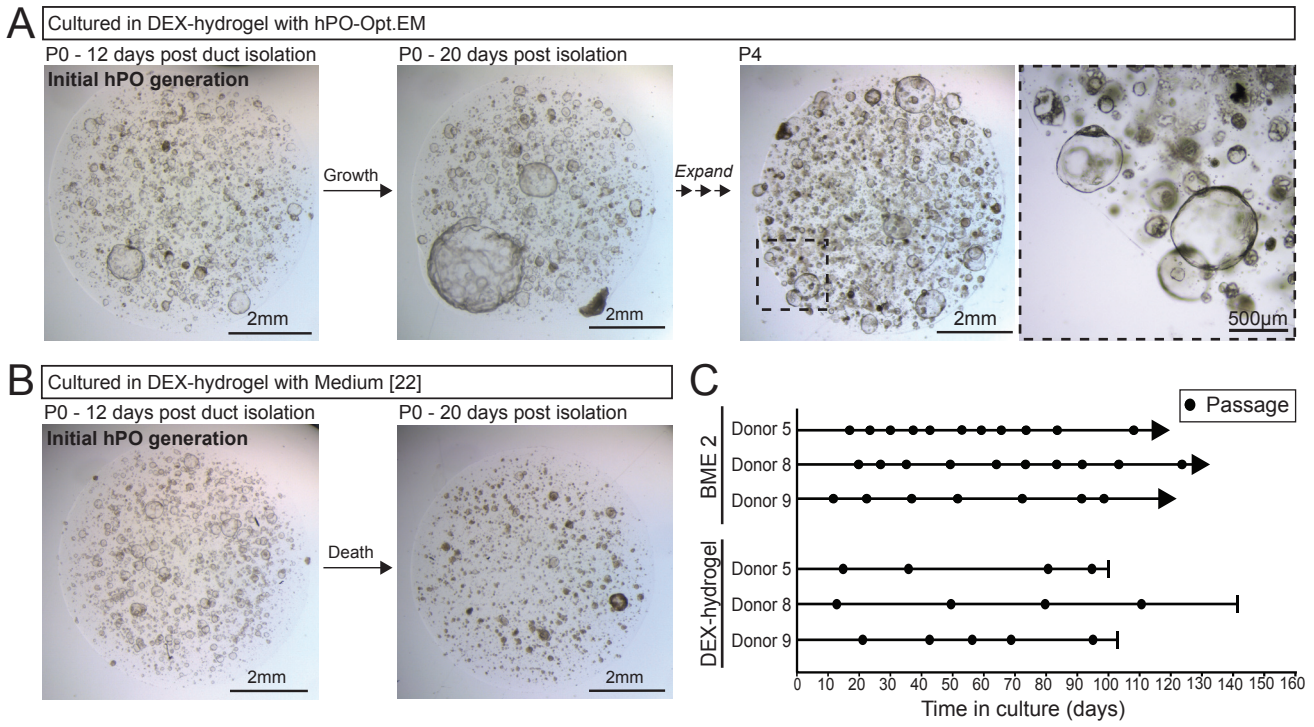 A
Cultured in DEX-hydrogel with hPO-Opt.EM
P0 - 12 days post duct isolation
Initial hPO generation
2mm
Growth
P0 - 20 days post isolation
2mm
Expand
P4
2mm
500µm
B
Cultured in DEX-hydrogel with Medium [22]
P0 - 12 days post duct isolation
Initial hPO generation
2mm
Death
P0 - 20 days post isolation
2mm
C
Passage
BME 2
Donor 5
Donor 8
Donor 9
DEX-hydrogel
Donor 5
Donor 8
Donor 9
0 10 20 30 40 50 60 70 80 90 100 110 120 130 140 150 160
Time in culture (days)